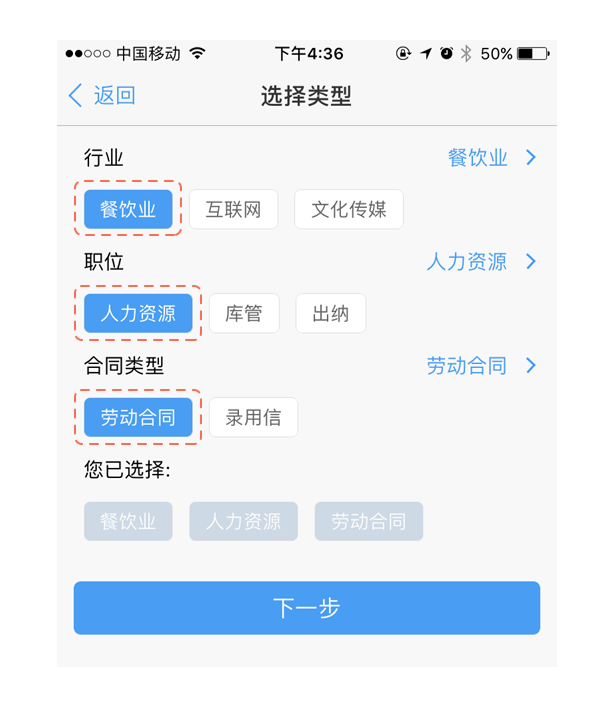 中国移动 下午4:36 50%
返回 选择类型
行业 餐饮业
餐饮业 互联网 文化传媒
职位 人力资源
人力资源 库管 出纳
合同类型 劳动合同
劳动合同 录用信
您已选择:
餐饮业 人力资源 劳动合同
下一步